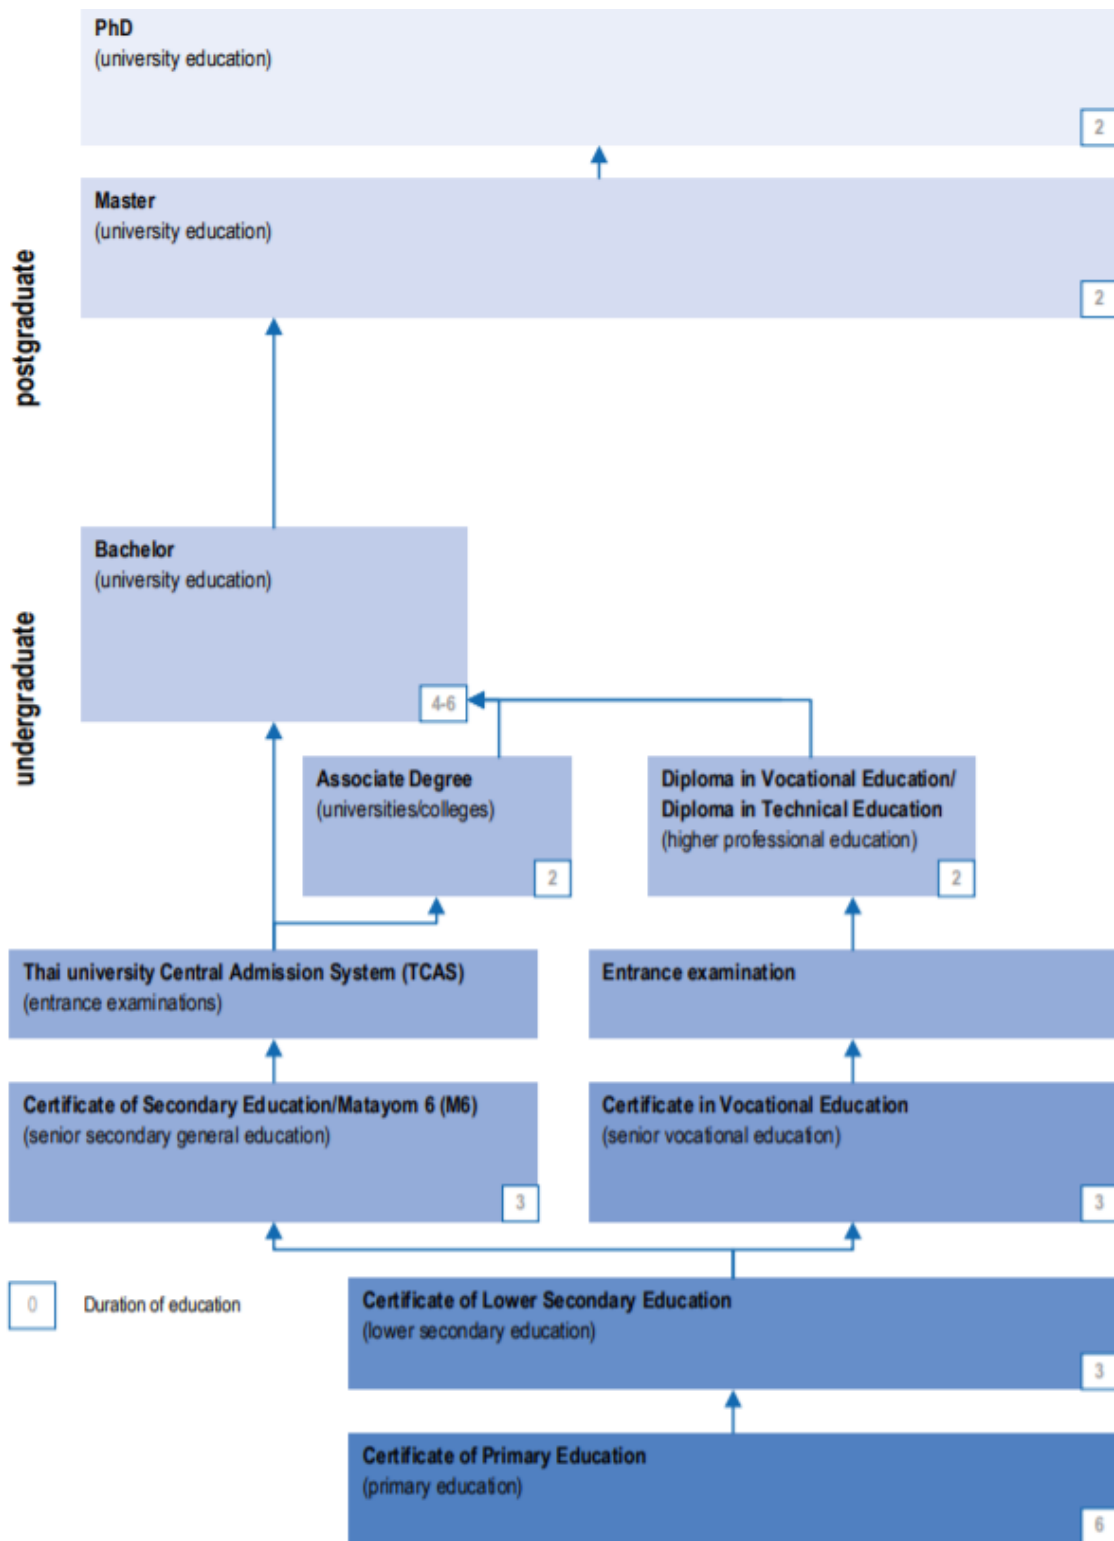 PhD
(university education)
2
Master
(university education)
2
postgraduate
Bachelor
(university education)
4-6
undergraduate
Associate Degree
(universities/colleges)
2
Diploma in Vocational Education/
Diploma in Technical Education
(higher professional education)
2
Thai university Central Admission System (TCAS)
(entrance examinations)
Entrance examination
Certificate of Secondary Education/Matayom 6 (M6)
(senior secondary general education)
3
Certificate in Vocational Education
(senior vocational education)
3
0
Duration of education
Certificate of Lower Secondary Education
(lower secondary education)
3
Certificate of Primary Education
(primary education)
6